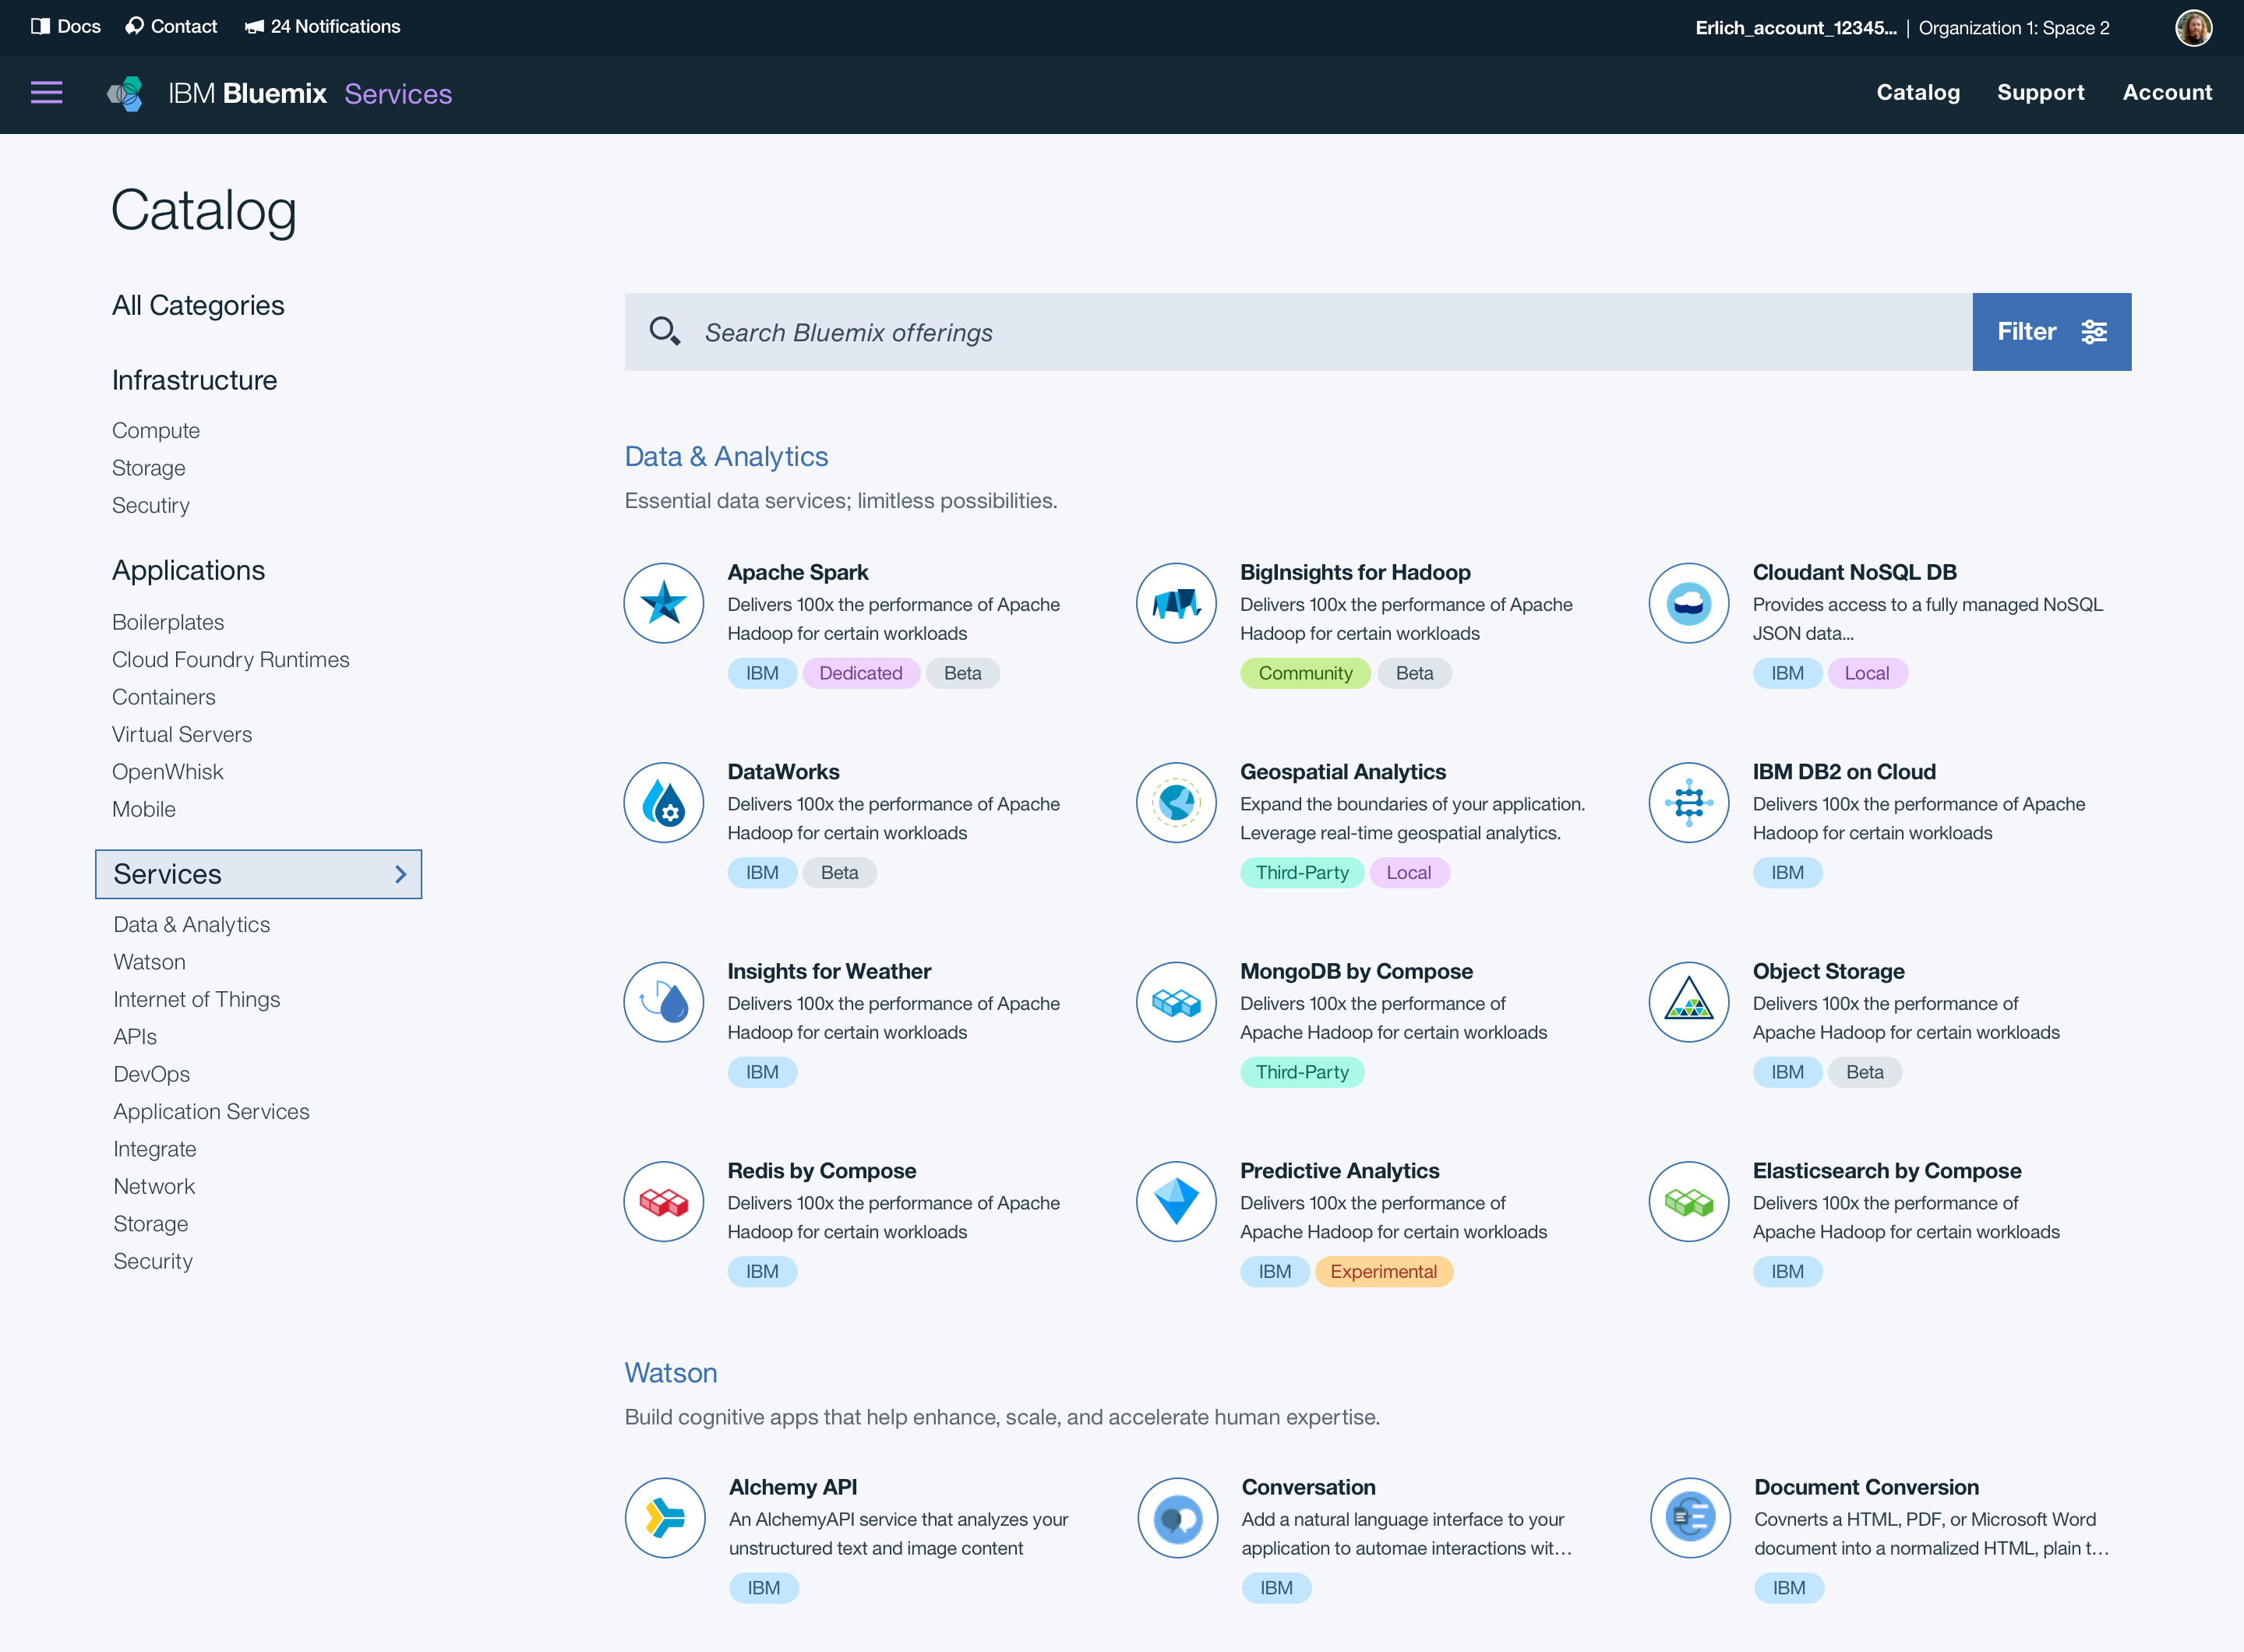 Docs Contact 24 Notifications
Erlich_account_12345... | Organization 1: Space 2
IBM Bluemix Services
Catalog Support Account
Catalog
All Categories
Infrastructure
Compute
Storage
Secutiry
Applications
Boilerplates
Cloud Foundry Runtimes
Containers
Virtual Servers
OpenWhisk
Mobile
Services
Data & Analytics
Watson
Internet of Things
APIs
DevOps
Application Services
Integrate
Network
Storage
Security
Search Bluemix offerings
Filter
Data & Analytics
Essential data services; limitless possibilities.
Apache Spark
Delivers 100x the performance of Apache
Hadoop for certain workloads
IBM Dedicated Beta
BigInsights for Hadoop
Delivers 100x the performance of Apache
Hadoop for certain workloads
Community Beta
Cloudant NoSQL DB
Provides access to a fully managed NoSQL
JSON data...
IBM Local
DataWorks
Delivers 100x the performance of Apache
Hadoop for certain workloads
IBM Beta
Geospatial Analytics
Expand the boundaries of your application.
Leverage real-time geospatial analytics.
Third-Party Local
IBM DB2 on Cloud
Delivers 100x the performance of Apache
Hadoop for certain workloads
IBM
Insights for Weather
Delivers 100x the performance of Apache
Hadoop for certain workloads
IBM
MongoDB by Compose
Delivers 100x the performance of
Apache Hadoop for certain workloads
Third-Party
Object Storage
Delivers 100x the performance of
Apache Hadoop for certain workloads
IBM Beta
Redis by Compose
Delivers 100x the performance of Apache
Hadoop for certain workloads
IBM
Predictive Analytics
Delivers 100x the performance of
Apache Hadoop for certain workloads
IBM Experimental
Elasticsearch by Compose
Delivers 100x the performance of
Apache Hadoop for certain workloads
IBM
Watson
Build cognitive apps that help enhance, scale, and accelerate human expertise.
Alchemy API
An AlchemyAPI service that analyzes your
unstructured text and image content
IBM
Conversation
Add a natural language interface to your
application to automae interactions wit...
IBM
Document Conversion
Covnerts a HTML, PDF, or Microsoft Word
document into a normalized HTML, plain t...
IBM